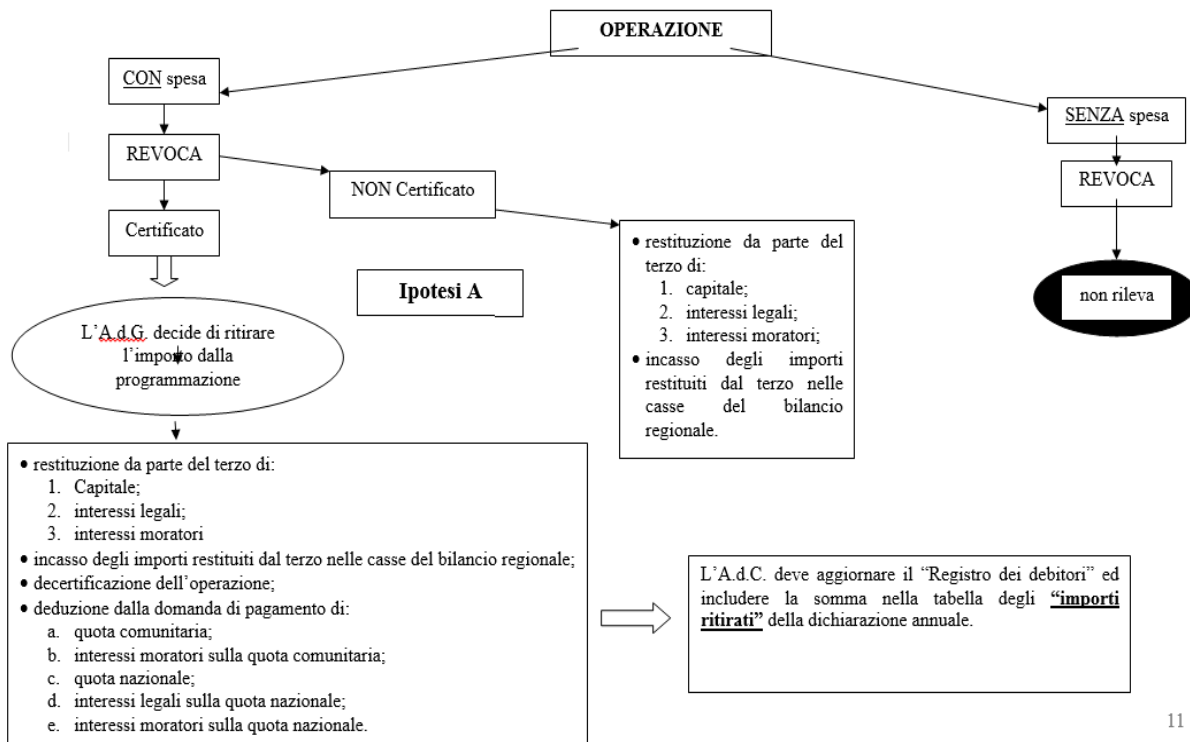 OPERAZIONE
CON spesa
SENZA spesa
REVOCA
REVOCA
NON Certificato
Certificato
• restituzione da parte del
terzo di:
1. capitale;
2. interessi legali;
3. interessi moratori;
• incasso degli importi
restituiti dal terzo nelle
casse del bilancio
regionale.
Ipotesi A
non rileva
L’A.d.G. decide di ritirare
l’importo dalla
programmazione
• restituzione da parte del terzo di:
1. Capitale;
2. interessi legali;
3. interessi moratori
• incasso degli importi restituiti dal terzo nelle casse del bilancio regionale;
• decertificazione dell’operazione;
• deduzione dalla domanda di pagamento di:
a. quota comunitaria;
b. interessi moratori sulla quota comunitaria;
c. quota nazionale;
d. interessi legali sulla quota nazionale;
e. interessi moratori sulla quota nazionale.
L’A.d.C. deve aggiornare il “Registro dei debitori” ed
includere la somma nella tabella degli “importi
ritirati” della dichiarazione annuale.
11